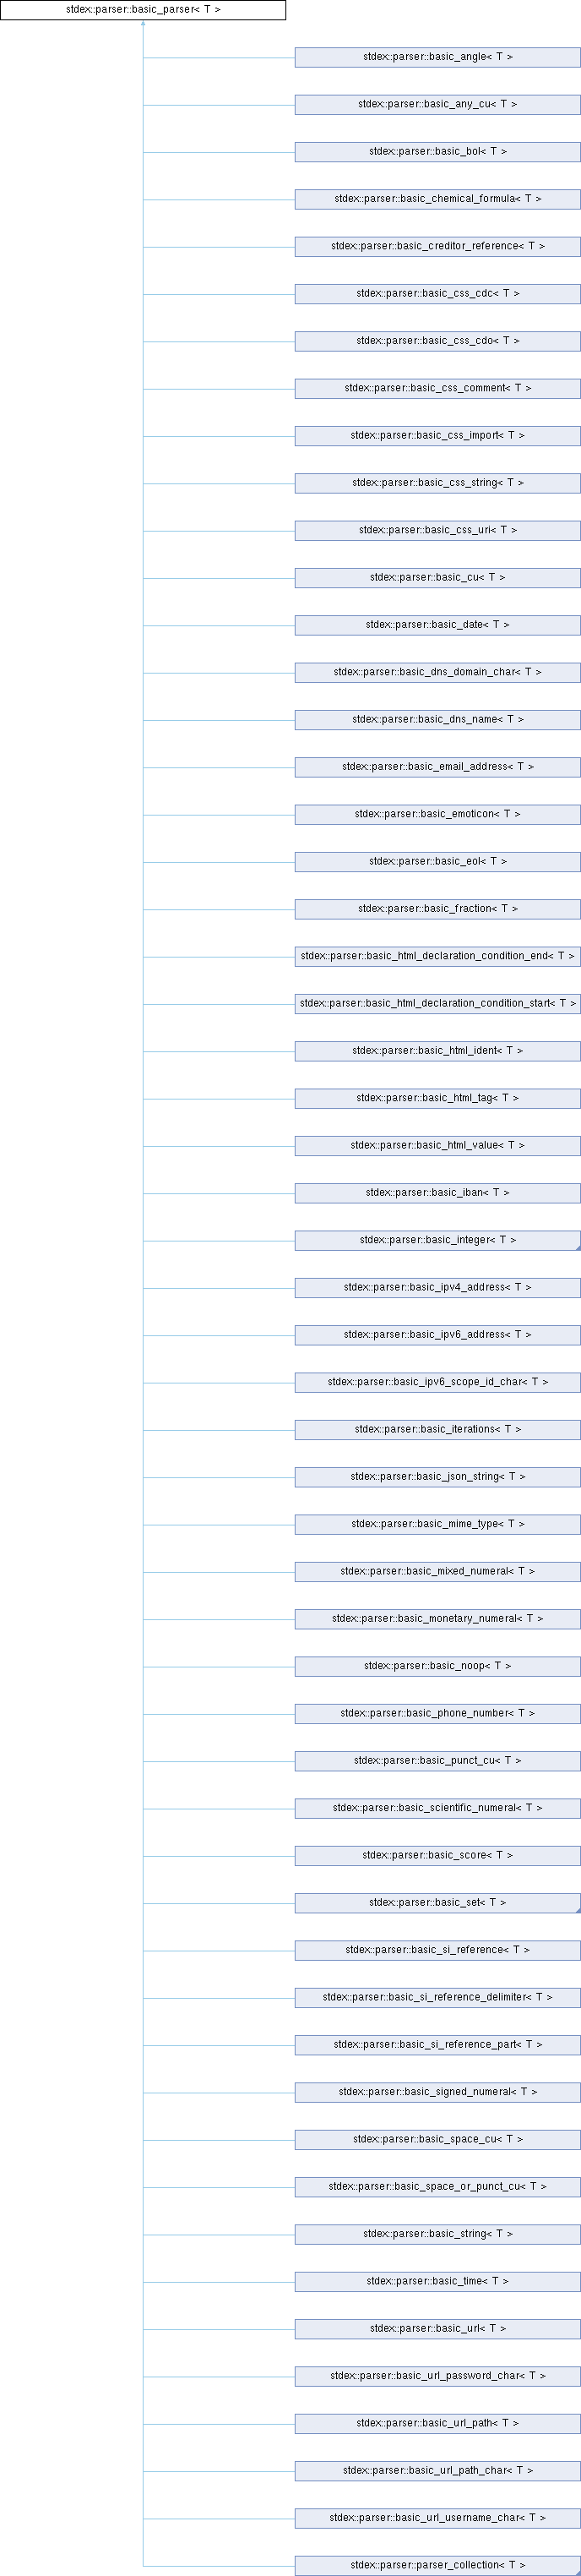 stdex::parser::basic_parser< T >
stdex::parser::basic_angle< T >
stdex::parser::basic_any_cu< T >
stdex::parser::basic_bol< T >
stdex::parser::basic_chemical_formula< T >
stdex::parser::basic_creditor_reference< T >
stdex::parser::basic_css_cdc< T >
stdex::parser::basic_css_cdo< T >
stdex::parser::basic_css_comment< T >
stdex::parser::basic_css_import< T >
stdex::parser::basic_css_string< T >
stdex::parser::basic_css_uri< T >
stdex::parser::basic_cu< T >
stdex::parser::basic_date< T >
stdex::parser::basic_dns_domain_char< T >
stdex::parser::basic_dns_name< T >
stdex::parser::basic_email_address< T >
stdex::parser::basic_emoticon< T >
stdex::parser::basic_eol< T >
stdex::parser::basic_fraction< T >
stdex::parser::basic_html_declaration_condition_end< T >
stdex::parser::basic_html_declaration_condition_start< T >
stdex::parser::basic_html_ident< T >
stdex::parser::basic_html_tag< T >
stdex::parser::basic_html_value< T >
stdex::parser::basic_iban< T >
stdex::parser::basic_integer< T >
stdex::parser::basic_ipv4_address< T >
stdex::parser::basic_ipv6_address< T >
stdex::parser::basic_ipv6_scope_id_char< T >
stdex::parser::basic_iterations< T >
stdex::parser::basic_json_string< T >
stdex::parser::basic_mime_type< T >
stdex::parser::basic_mixed_numeral< T >
stdex::parser::basic_monetary_numeral< T >
stdex::parser::basic_noop< T >
stdex::parser::basic_phone_number< T >
stdex::parser::basic_punct_cu< T >
stdex::parser::basic_scientific_numeral< T >
stdex::parser::basic_score< T >
stdex::parser::basic_set< T >
stdex::parser::basic_si_reference< T >
stdex::parser::basic_si_reference_delimiter< T >
stdex::parser::basic_si_reference_part< T >
stdex::parser::basic_signed_numeral< T >
stdex::parser::basic_space_cu< T >
stdex::parser::basic_space_or_punct_cu< T >
stdex::parser::basic_string< T >
stdex::parser::basic_time< T >
stdex::parser::basic_url< T >
stdex::parser::basic_url_password_char< T >
stdex::parser::basic_url_path< T >
stdex::parser::basic_url_path_char< T >
stdex::parser::basic_url_username_char< T >
stdex::parser::parser_collection< T >